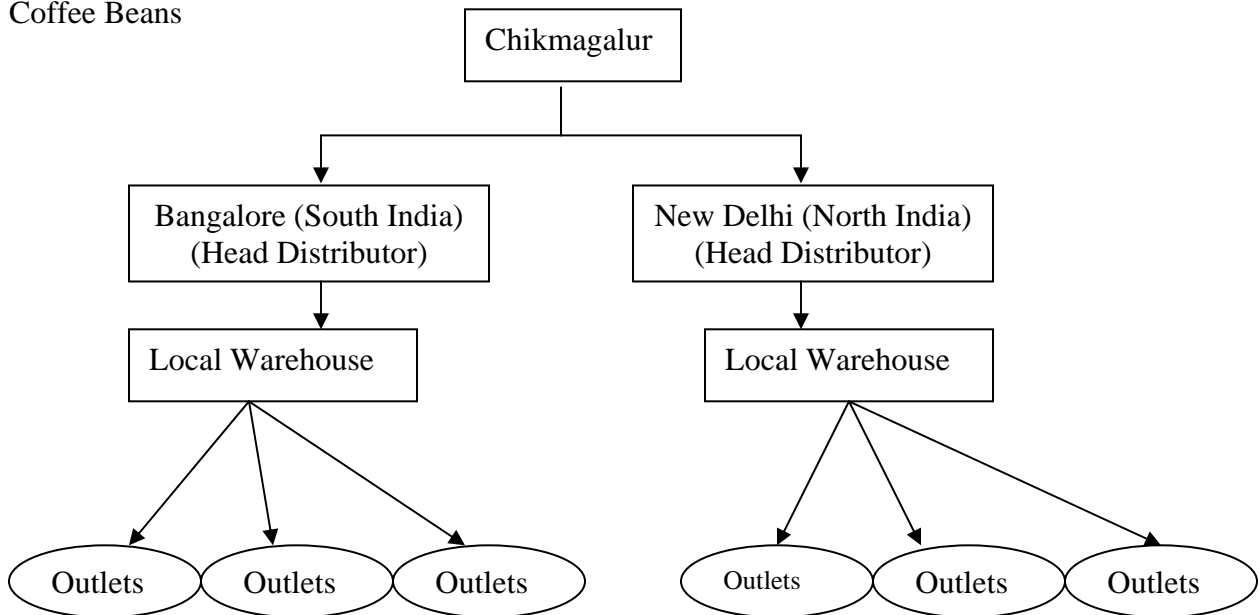 Coffee Beans
Chikmagalur
Bangalore (South India)
(Head Distributor)
New Delhi (North India)
(Head Distributor)
Local Warehouse
Local Warehouse
Outlets
Outlets
Outlets
Outlets
Outlets
Outlets